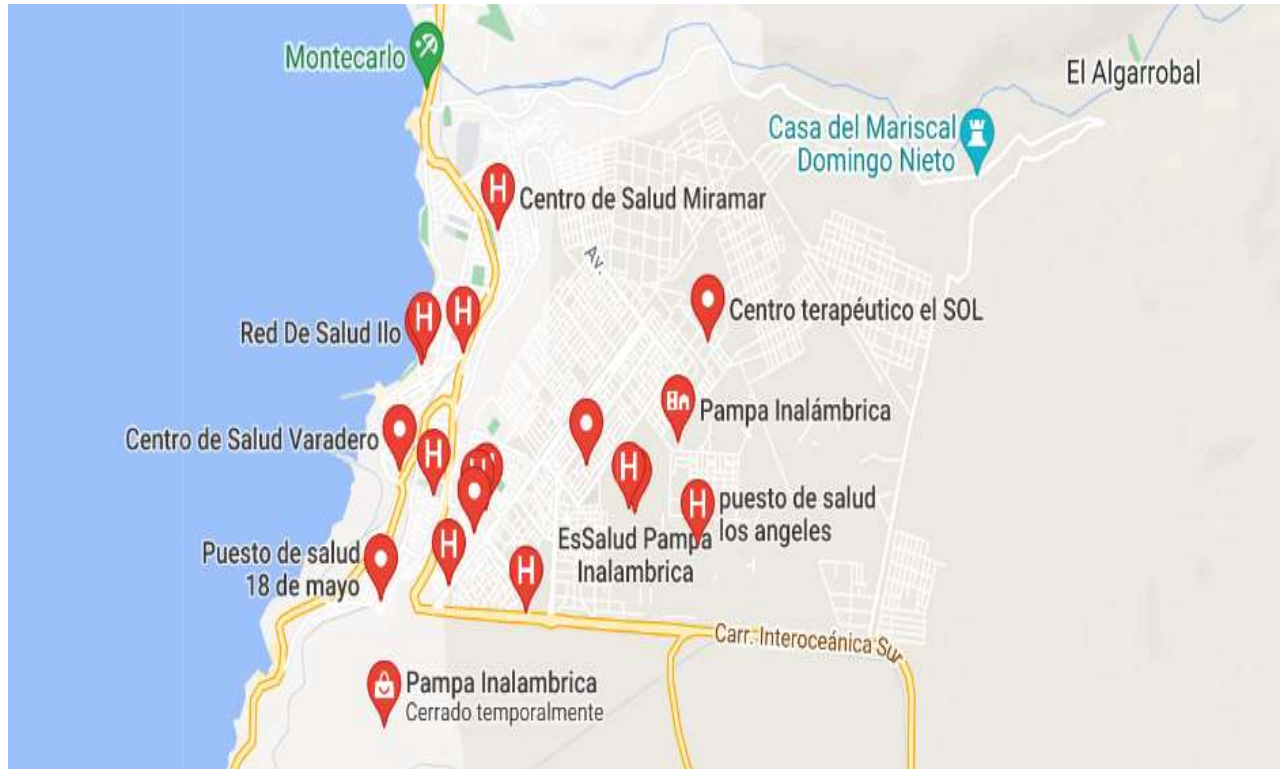 Montecarlo
El Algarrobal
Casa del Mariscal
Domingo Nieto
Centro de Salud Miramar
Av.
Centro terapéutico el SOL
Red De Salud Ilo
Pampa Inalámbrica
Centro de Salud Varadero
puesto de salud
los angeles
EsSalud Pampa
Inalambrica
Puesto de salud
18 de mayo
Carr. Interoceánica Sur
Pampa Inalambrica
Cerrado temporalmente